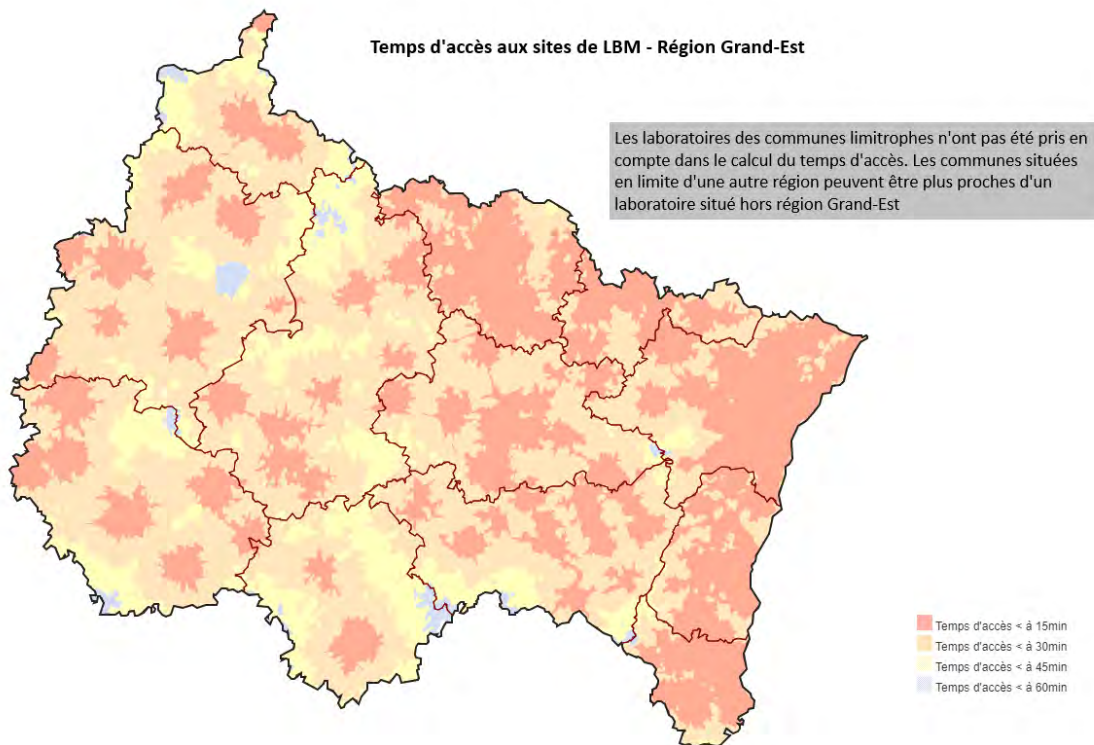 Temps d'accès aux sites de LBM - Région Grand-Est
Les laboratoires des communes limitrophes n'ont pas été pris en
compte dans le calcul du temps d'accès. Les communes situées
en limite d'une autre région peuvent être plus proches d'un
laboratoire situé hors région Grand-Est
Temps d'accès < à 15min
Temps d'accès < à 30min
Temps d'accès < à 45min
Temps d'accès < à 60min